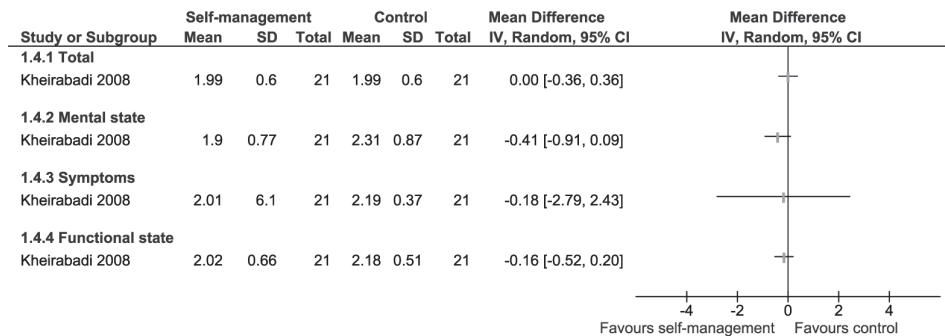 Self-management Control Mean Difference Mean Difference
Study or Subgroup Mean SD Total Mean SD Total IV, Random, 95% CI IV, Random, 95% CI
1.4.1 Total
Kheirabadi 2008 1.99 0.6 21 1.99 0.6 21 0.00 [-0.36, 0.36]
1.4.2 Mental state
Kheirabadi 2008 1.9 0.77 21 2.31 0.87 21 -0.41 [-0.91, 0.09]
1.4.3 Symptoms
Kheirabadi 2008 2.01 6.1 21 2.19 0.37 21 -0.18 [-2.79, 2.43]
1.4.4 Functional state
Kheirabadi 2008 2.02 0.66 21 2.18 0.51 21 -0.16 [-0.52, 0.20]
-4 -2 0 2 4
Favours self-management Favours control